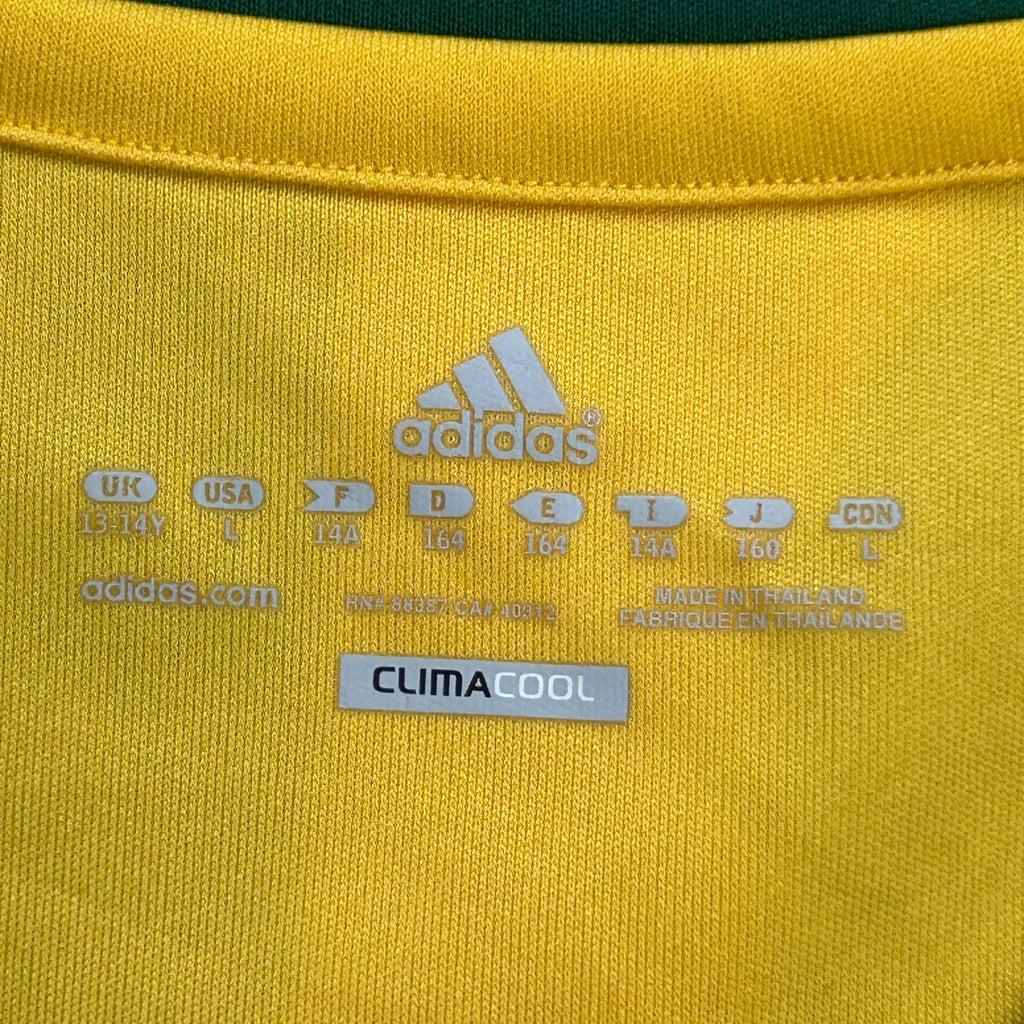 adidas®
UK USA F D E I J CDN
13-14Y L 14A 164 164 14A 160 L
adidas.com RN# 88387 CA# 40312 MADE IN THAILAND
FABRIQUE EN THAÏLANDE
CLIMACOOL